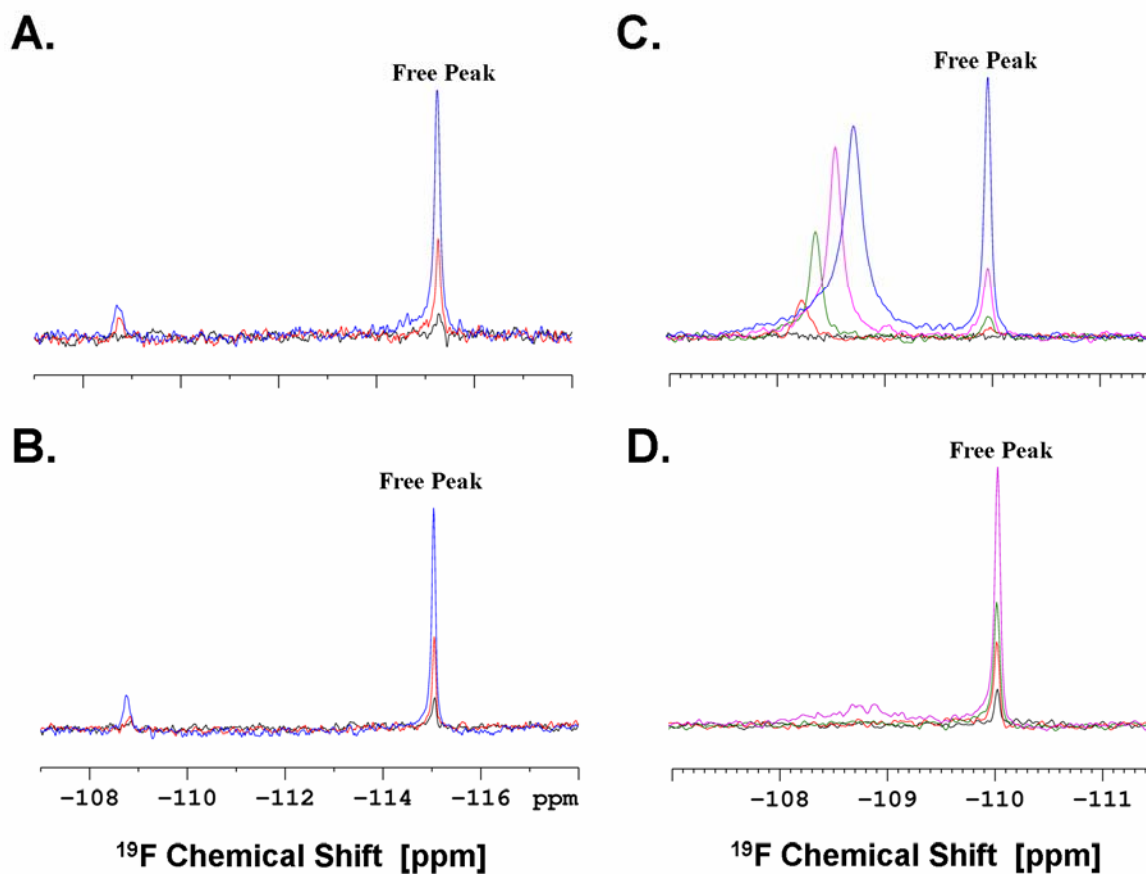 A.
Free Peak
B.
Free Peak
−108 −110 −112 −114 −116 ppm
¹⁹F Chemical Shift [ppm]
C.
Free Peak
D.
Free Peak
−108 −109 −110 −111
¹⁹F Chemical Shift [ppm]